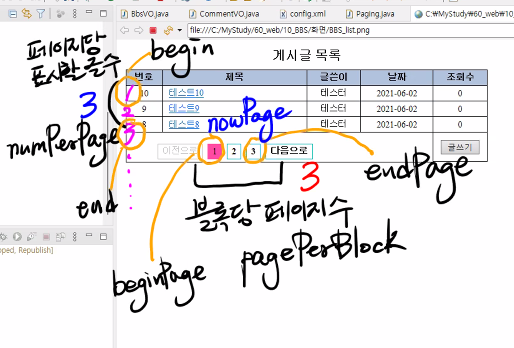 BbsVO.java
CommentVO.java
config.xml
Paging.java
C:\MyStudy\60_web\10_
file:///C:/MyStudy/60_web/10_BBS/화면/BBS_list.png
게시글 목록
번호 제목 글쓴이 날짜 조회수
10 테스트10 테스터 2021-06-02 0
9 테스트9 테스터 2021-06-02 0
8 테스트8 테스터 2021-06-02 0
이전으로 1 2 3 다음으로
글쓰기
페이지당
표시할 글수
3
numPerPage
begin
1
2
3
end
nowPage
beginPage
endPage
3
블록당 페이지수
pagePerBlock
pped, Republish]